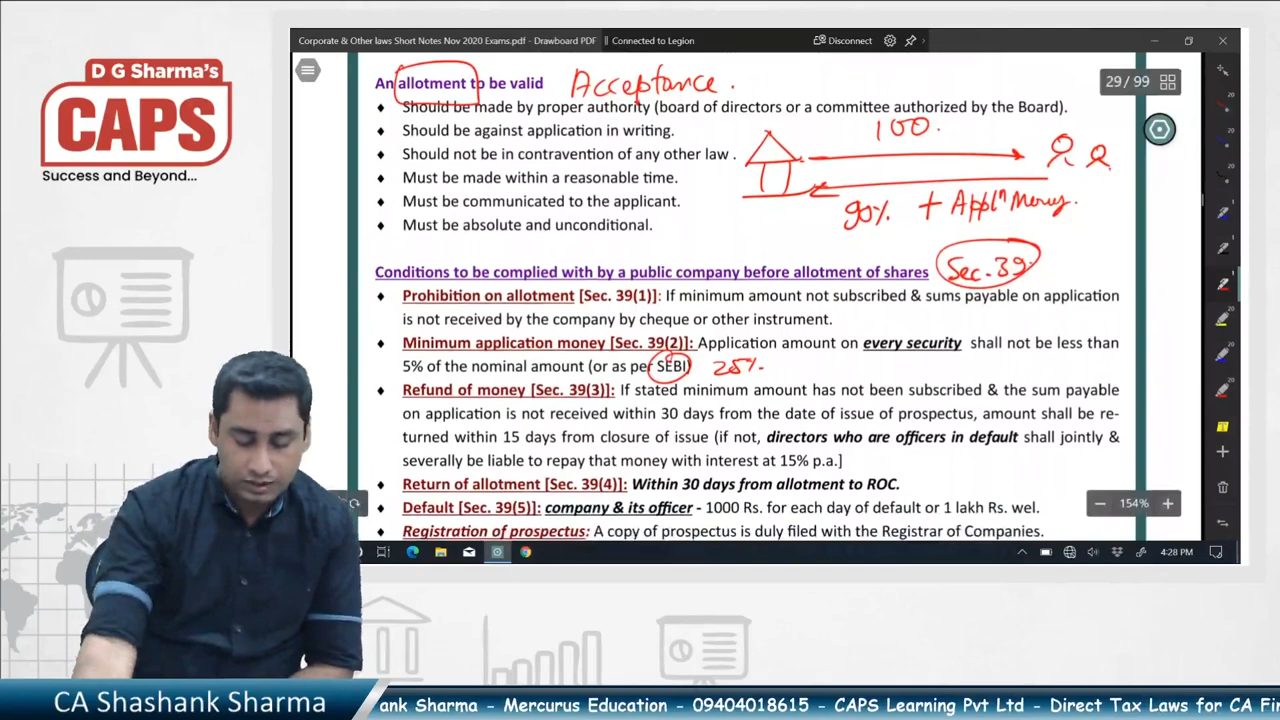 D G Sharma's
CAPS
Success and Beyond...
Corporate & Other laws Short Notes Nov 2020 Exams.pdf - Drawboard PDF || Connected to Legion
Disconnect
29 / 99
An allotment to be valid Acceptance.
♦ Should be made by proper authority (board of directors or a committee authorized by the Board).
♦ Should be against application in writing.
100.
♦ Should not be in contravention of any other law .
♦ Must be made within a reasonable time.
♦ Must be communicated to the applicant.
90% + Appln Money.
♦ Must be absolute and unconditional.
Conditions to be complied with by a public company before allotment of shares Sec. 39
♦ Prohibition on allotment [Sec. 39(1)]: If minimum amount not subscribed & sums payable on application
is not received by the company by cheque or other instrument.
♦ Minimum application money [Sec. 39(2)]: Application amount on every security shall not be less than
5% of the nominal amount (or as per SEBI) 25%
♦ Refund of money [Sec. 39(3)]: If stated minimum amount has not been subscribed & the sum payable
on application is not received within 30 days from the date of issue of prospectus, amount shall be re-
turned within 15 days from closure of issue (if not, directors who are officers in default shall jointly &
severally be liable to repay that money with interest at 15% p.a.]
♦ Return of allotment [Sec. 39(4)]: Within 30 days from allotment to ROC.
♦ Default [Sec. 39(5)]: company & its officer - 1000 Rs. for each day of default or 1 lakh Rs. wel.
154%
♦ Registration of prospectus: A copy of prospectus is duly filed with the Registrar of Companies.
4:28 PM
20
20
20
20
20
20
20
20
CA Shashank Sharma
ank Sharma - Mercurus Education - 09404018615 - CAPS Learning Pvt Ltd - Direct Tax Laws for CA Fin